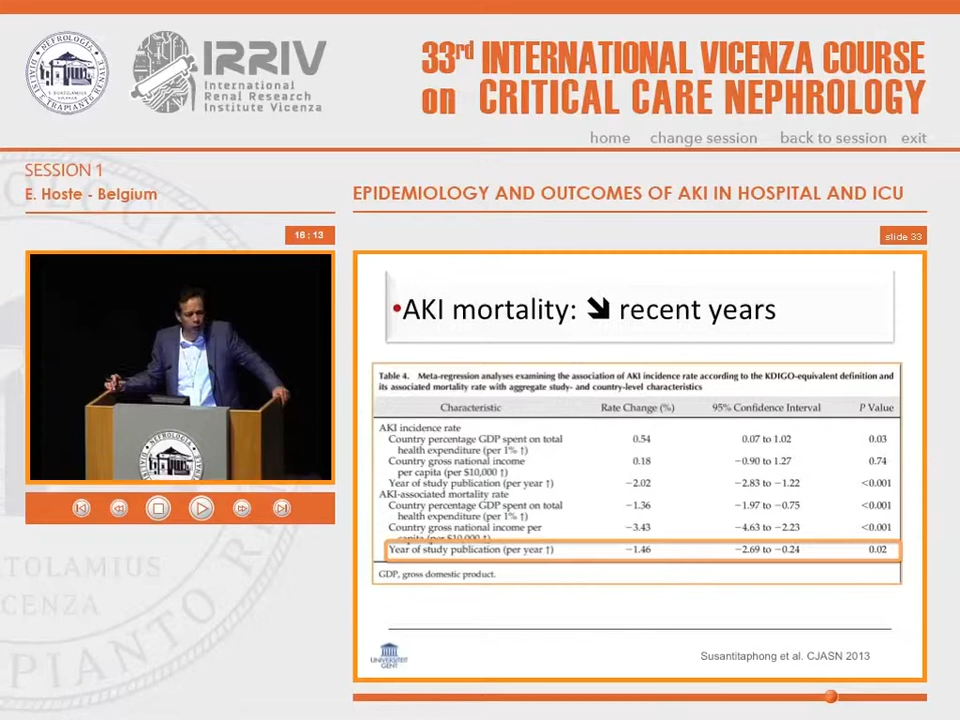 NEFROLOGIA
DIALISI E TRAPIANTO RENALE
S. BORTOLAMIUS
VICENZA
IRRIV
International
Renal Research
Institute Vicenza
33rd INTERNATIONAL VICENZA COURSE
on CRITICAL CARE NEPHROLOGY
home change session back to session exit
SESSION 1
E. Hoste - Belgium
EPIDEMIOLOGY AND OUTCOMES OF AKI IN HOSPITAL AND ICU
16 : 13
slide 33
•AKI mortality: ↘ recent years
Table 4. Meta-regression analyses examining the association of AKI incidence rate according to the KDIGO-equivalent definition and
its associated mortality rate with aggregate study- and country-level characteristics
Characteristic Rate Change (%) 95% Confidence Interval P Value
AKI incidence rate
Country percentage GDP spent on total 0.54 0.07 to 1.02 0.03
health expenditure (per 1% ↑)
Country gross national income 0.18 −0.90 to 1.27 0.74
per capita (per $10,000 ↑)
Year of study publication (per year ↑) −2.02 −2.83 to −1.22 <0.001
AKI-associated mortality rate
Country percentage GDP spent on total −1.36 −1.97 to −0.75 <0.001
health expenditure (per 1% ↑)
Country gross national income per −3.43 −4.63 to −2.23 <0.001
capita (per $10,000 ↑)
Year of study publication (per year ↑) −1.46 −2.69 to −0.24 0.02
GDP, gross domestic product.
UNIVERSITEIT
GENT
Susantitaphong et al. CJASN 2013
NEFROLOGIA
TOLAMIUS
VICENZA
PIANTO